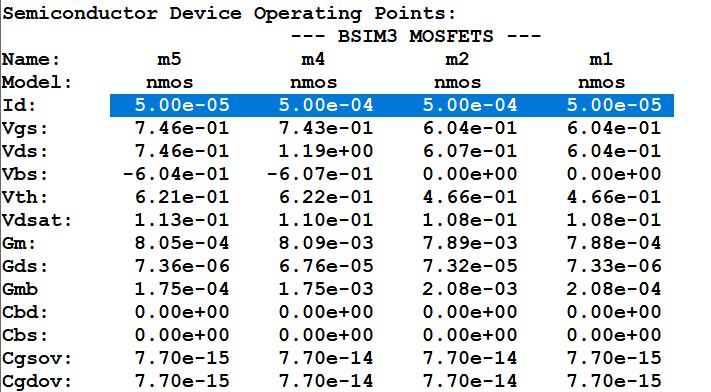 Semiconductor Device Operating Points:
--- BSIM3 MOSFETS ---
Name: m5 m4 m2 m1
Model: nmos nmos nmos nmos
Id: 5.00e-05 5.00e-04 5.00e-04 5.00e-05
Vgs: 7.46e-01 7.43e-01 6.04e-01 6.04e-01
Vds: 7.46e-01 1.19e+00 6.07e-01 6.04e-01
Vbs: -6.04e-01 -6.07e-01 0.00e+00 0.00e+00
Vth: 6.21e-01 6.22e-01 4.66e-01 4.66e-01
Vdsat: 1.13e-01 1.10e-01 1.08e-01 1.08e-01
Gm: 8.05e-04 8.09e-03 7.89e-03 7.88e-04
Gds: 7.36e-06 6.76e-05 7.32e-05 7.33e-06
Gmb 1.75e-04 1.75e-03 2.08e-03 2.08e-04
Cbd: 0.00e+00 0.00e+00 0.00e+00 0.00e+00
Cbs: 0.00e+00 0.00e+00 0.00e+00 0.00e+00
Cgsov: 7.70e-15 7.70e-14 7.70e-14 7.70e-15
Cgdov: 7.70e-15 7.70e-14 7.70e-14 7.70e-15